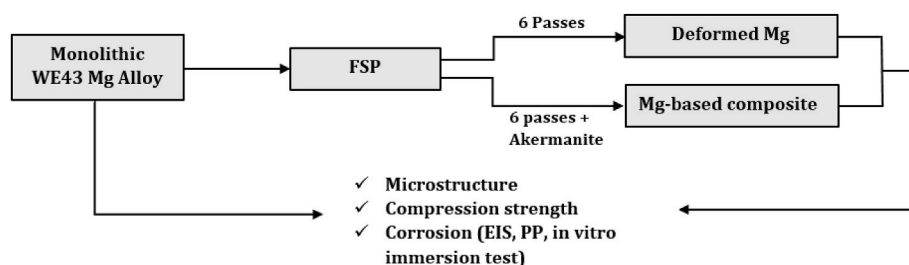 Monolithic
WE43 Mg Alloy
FSP
6 Passes
Deformed Mg
6 passes +
Akermanite
Mg-based composite
✓ Microstructure
✓ Compression strength
✓ Corrosion (EIS, PP, in vitro
immersion test)